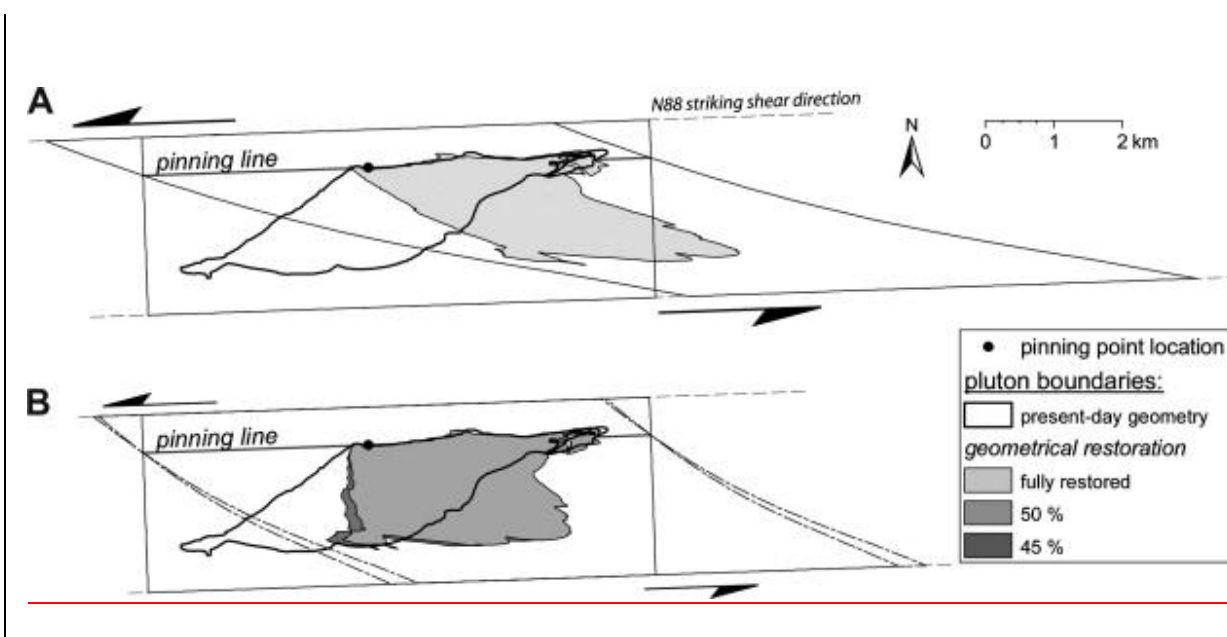 A
N88 striking shear direction
pinning line
N
0 1 2 km
B
pinning line
pinning point location
pluton boundaries:
present-day geometry
geometrical restoration
fully restored
50 %
45 %